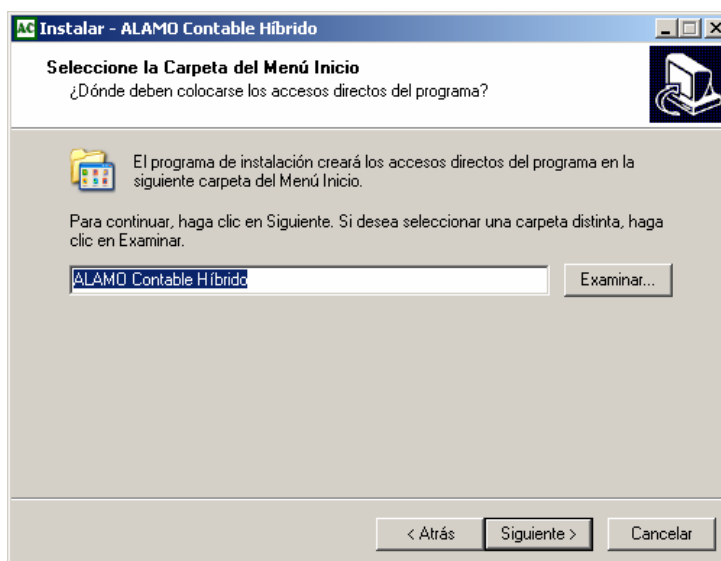 AC Instalar - ALAMO Contable Híbrido
Seleccione la Carpeta del Menú Inicio
¿Dónde deben colocarse los accesos directos del programa?
El programa de instalación creará los accesos directos del programa en la
siguiente carpeta del Menú Inicio.
Para continuar, haga clic en Siguiente. Si desea seleccionar una carpeta distinta, haga
clic en Examinar.
ALAMO Contable Híbrido
Examinar...
< Atrás
Siguiente >
Cancelar